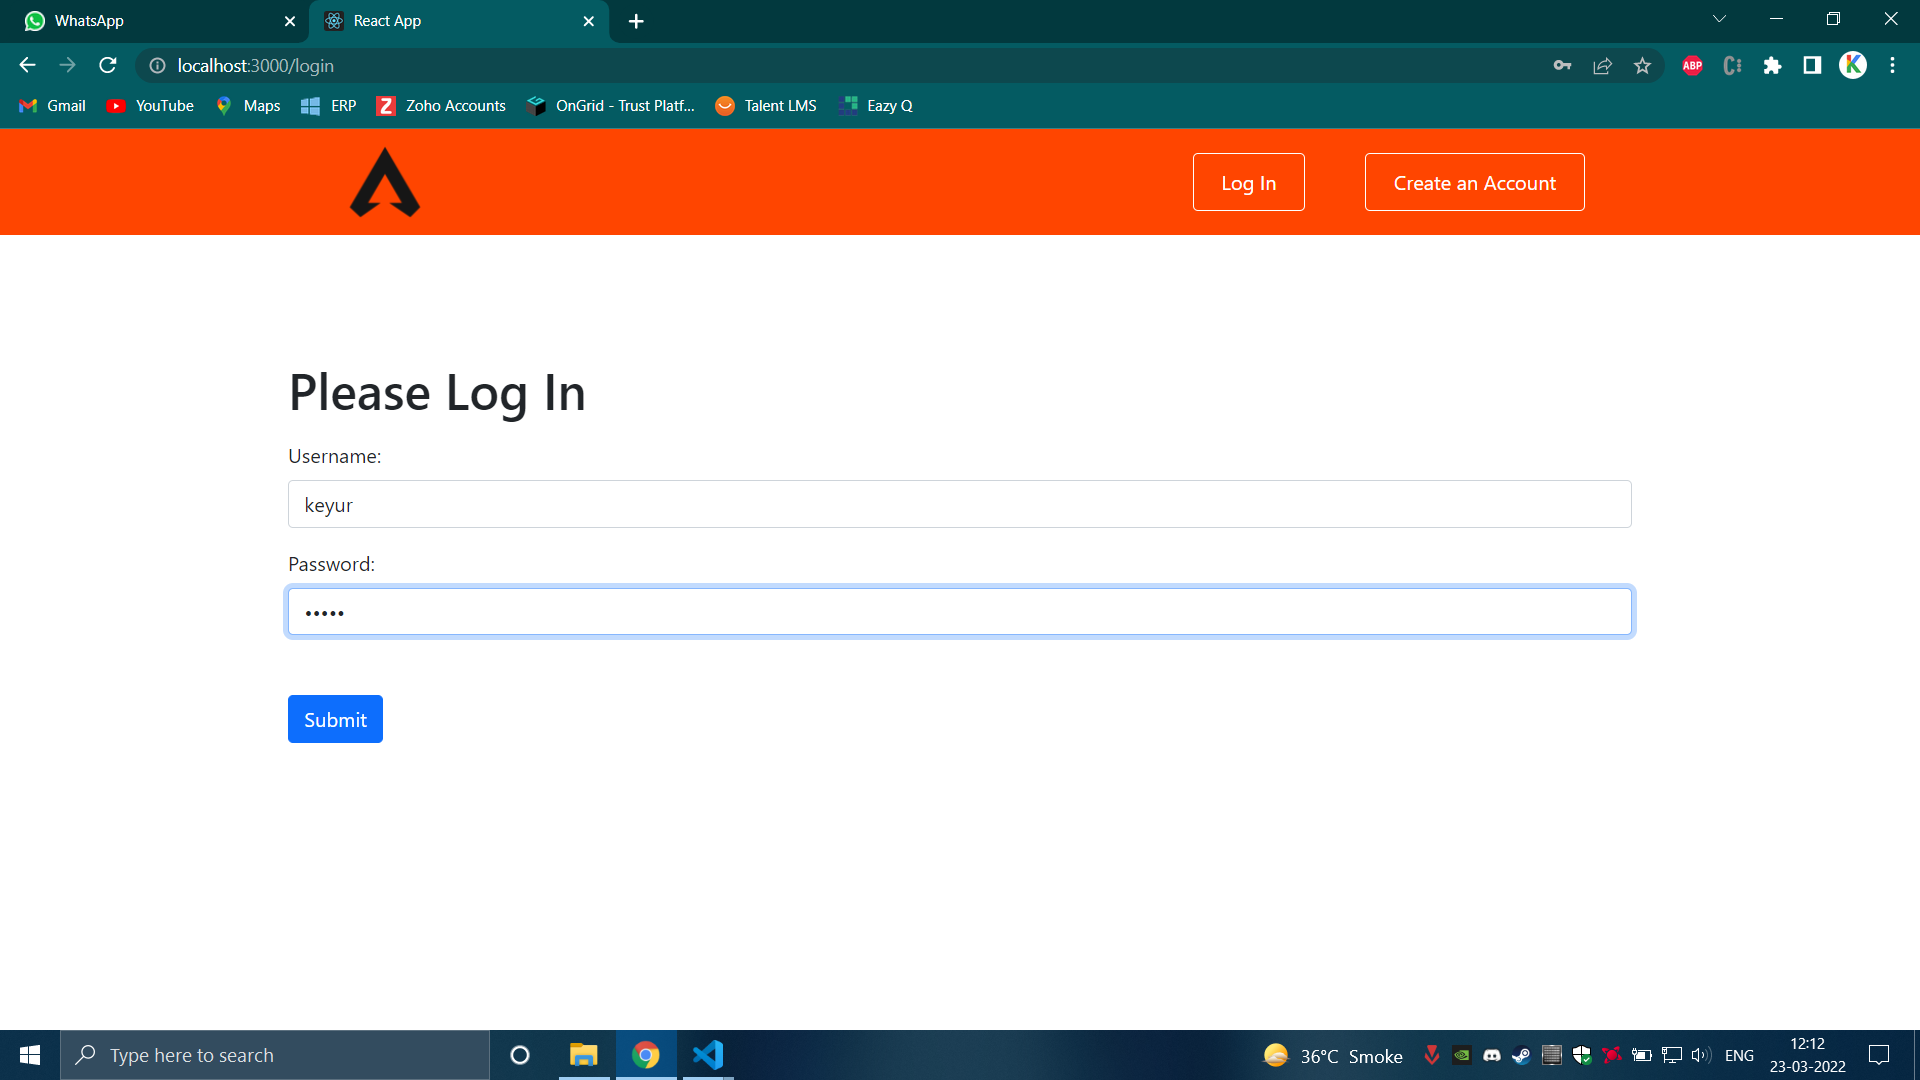 WhatsApp
React App
localhost:3000/login
ABP
K
Gmail
YouTube
Maps
ERP
Z
Zoho Accounts
OnGrid - Trust Platf...
Talent LMS
Eazy Q
Log In
Create an Account
Please Log In
Username:
keyur
Password:
•••••
Submit
Type here to search
36°C Smoke
ENG
12:12
23-03-2022